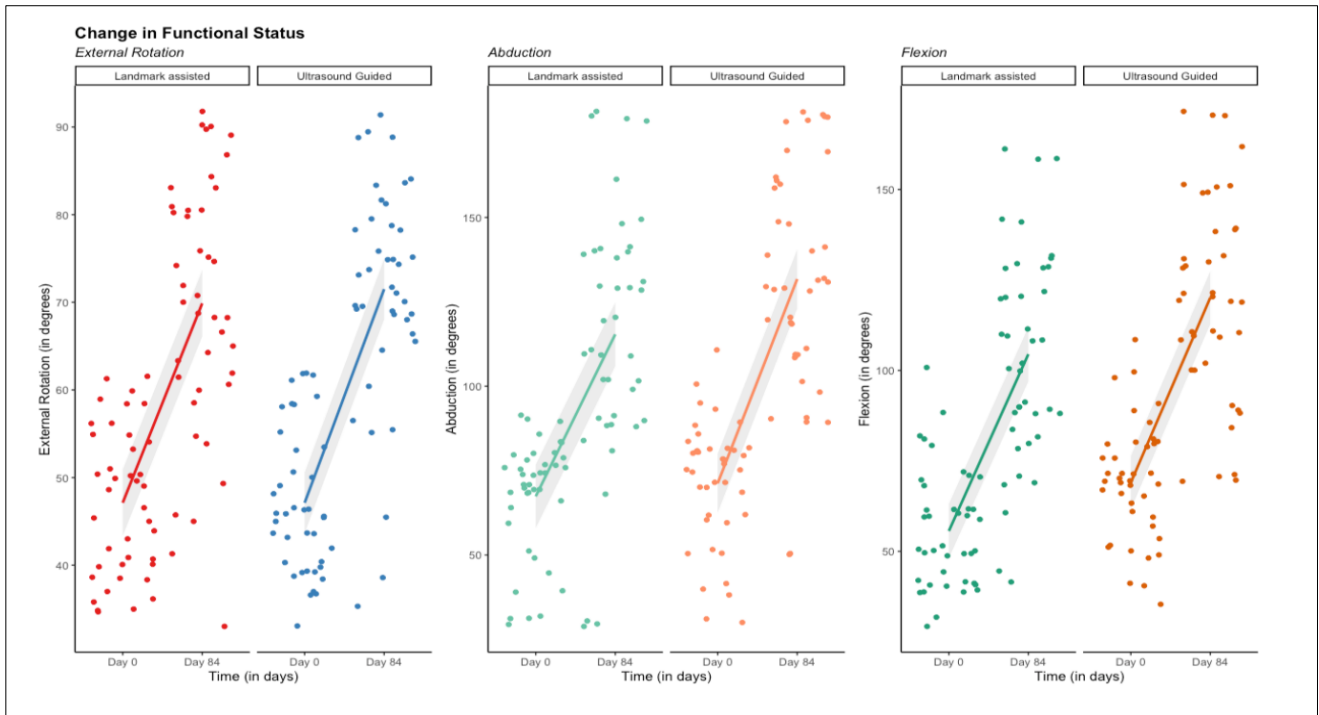 Change in Functional Status
External Rotation
Abduction
Flexion
Landmark assisted
Ultrasound Guided
Landmark assisted
Ultrasound Guided
Landmark assisted
Ultrasound Guided
External Rotation (in degrees)
90
80
70
60
50
40
Abduction (in degrees)
150
100
50
Flexion (in degrees)
150
100
50
Day 0
Day 84
Day 0
Day 84
Day 0
Day 84
Day 0
Day 84
Day 0
Day 84
Day 0
Day 84
Time (in days)
Time (in days)
Time (in days)